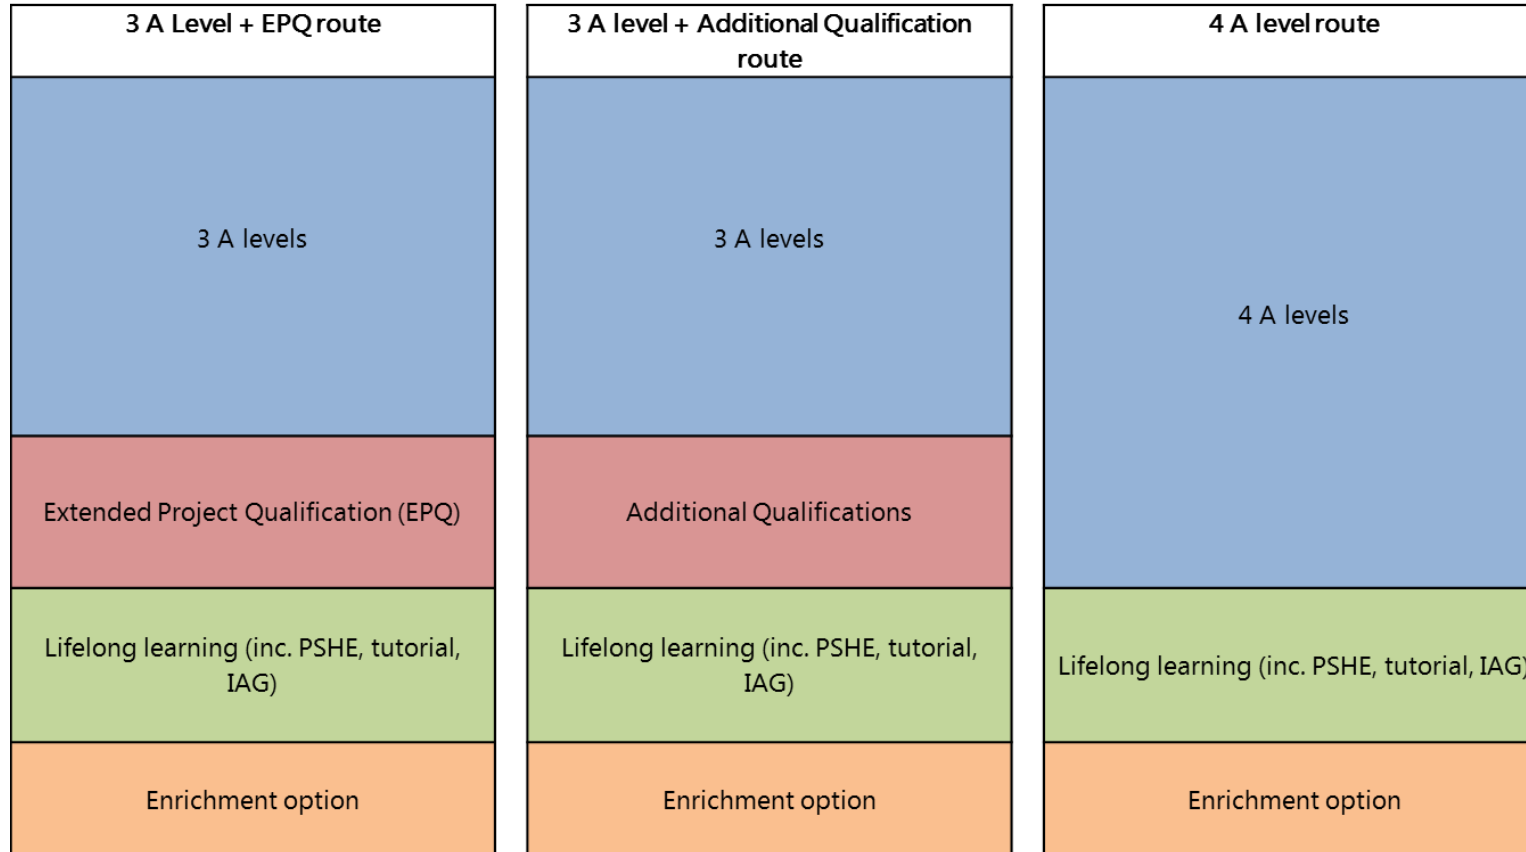 3 A Level + EPQ route
3 A levels
Extended Project Qualification (EPQ)
Lifelong learning (inc. PSHE, tutorial,
IAG)
Enrichment option
3 A level + Additional Qualification
route
3 A levels
Additional Qualifications
Lifelong learning (inc. PSHE, tutorial,
IAG)
Enrichment option
4 A level route
4 A levels
Lifelong learning (inc. PSHE, tutorial, IAG)
Enrichment option